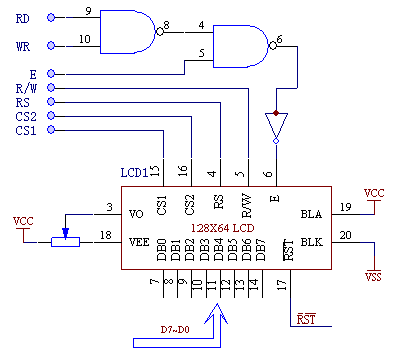 RD 9 8 4 6
WR 10 5
E
R/W
RS
CS2
CS1
LCD1 15 16 4 5 6
CS1 CS2 RS R/W E
VCC 3 VO BLA 19 VCC
128X64 LCD
18 VEE BLK 20 VSS
DB0 DB1 DB2 DB3 DB4 DB5 DB6 DB7 RST
7 8 9 10 11 12 13 14 17
RST
D7~D0